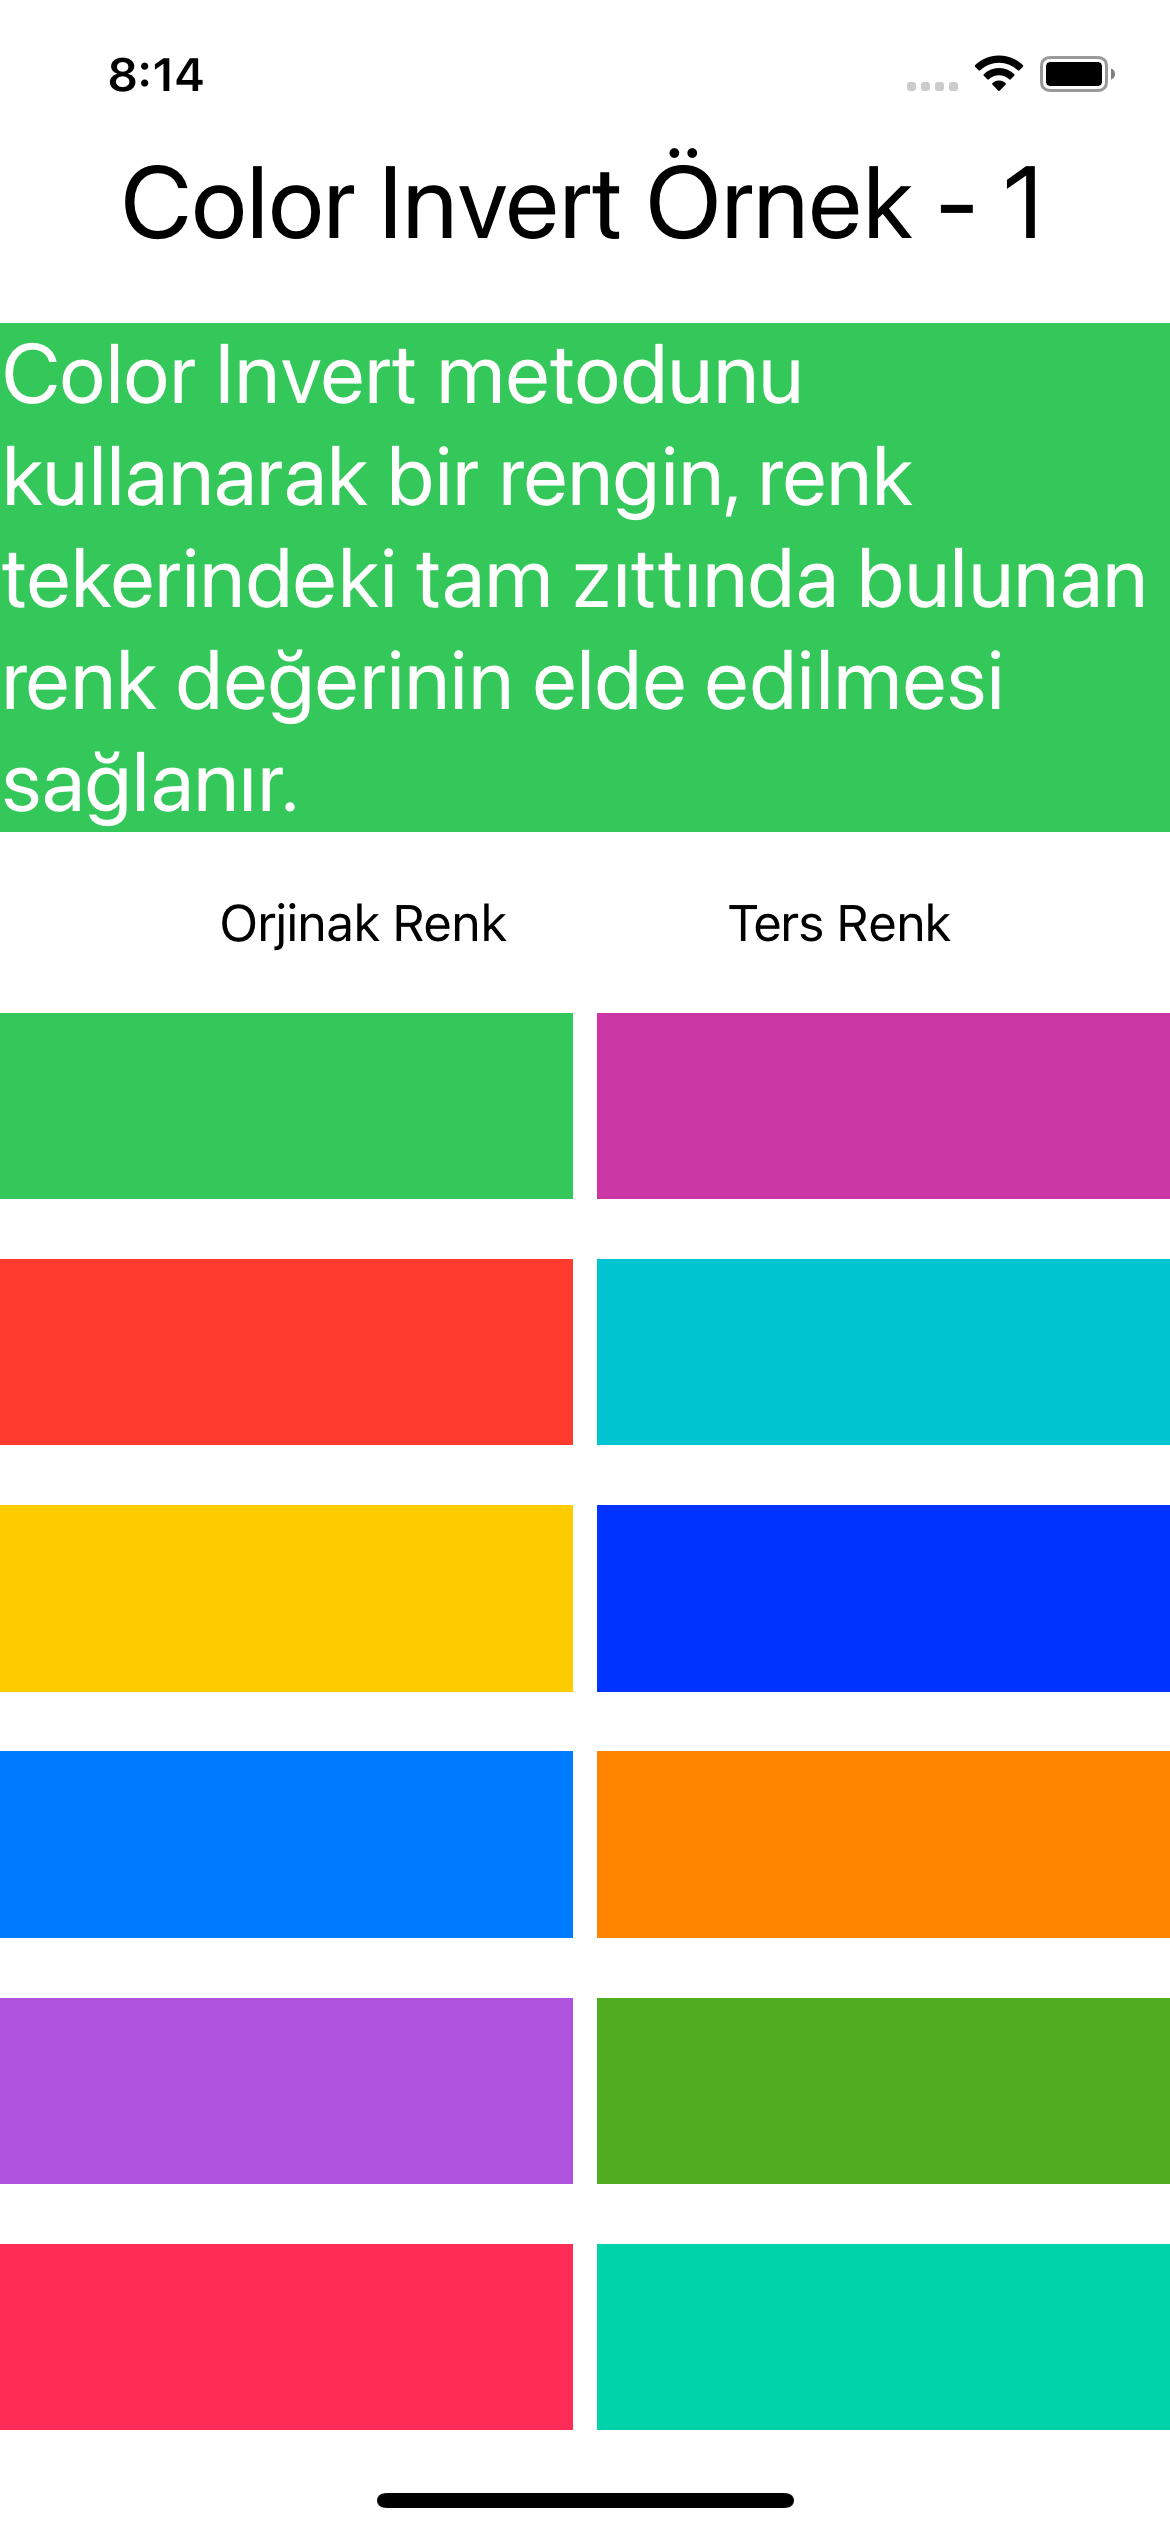 8:14
Color Invert Örnek - 1
Color Invert metodunu
kullanarak bir rengin, renk
tekerindeki tam zıttında bulunan
renk değerinin elde edilmesi
sağlanır.
Orjinak Renk Ters Renk